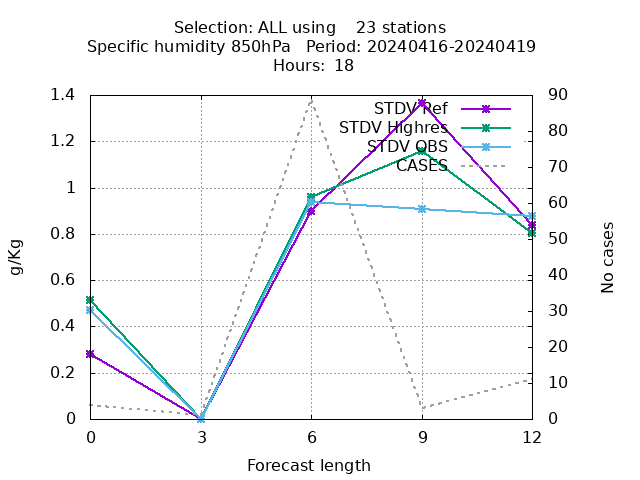 Selection: ALL using    23 stations
Specific humidity 850hPa   Period: 20240416-20240419
Hours:  18
1.4
1.2
1
0.8
0.6
0.4
0.2
0
g/Kg
STDV Ref
STDV Highres
STDV OBS
CASES
90
80
70
60
50
40
30
20
10
0
No cases
0 3 6 9 12
Forecast length